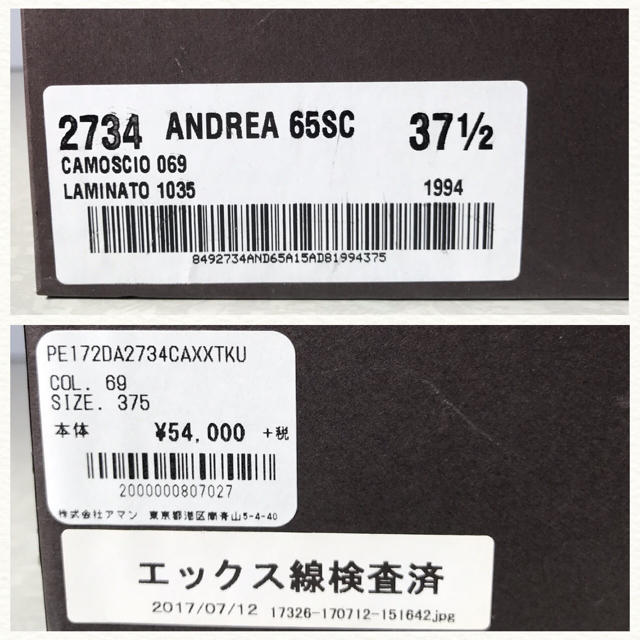 2734 ANDREA 65SC 37½
CAMOSCIO 069
LAMINATO 1035 1994
8492734AND65A15AD81994375
PE172DA2734CAXXTKU
COL. 69
SIZE. 375
本体 ¥54,000 +税
2000000807027
株式会社アマン 東京都港区南青山5-4-40
エックス線検査済
2017/07/12 17326-170712-151642jpg